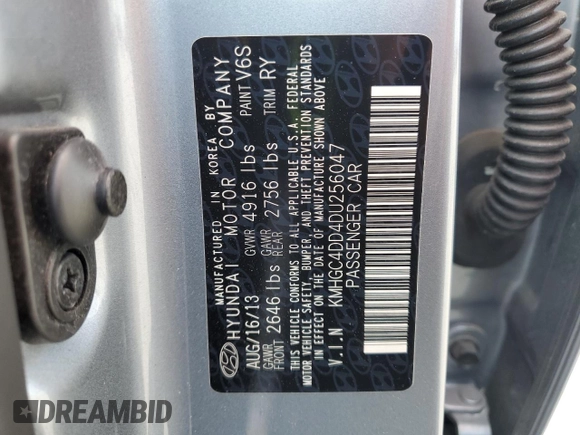 MANUFACTURED IN KOREA BY
HYUNDAI MOTOR COMPANY
AUG/16/13 GVWR 4916 lbs PAINT V6S
GAWR FRONT 2646 lbs GAWR REAR 2756 lbs TRIM RY
THIS VEHICLE CONFORMS TO ALL APPLICABLE U.S.A. FEDERAL
MOTOR VEHICLE SAFETY, BUMPER, AND THEFT PREVENTION STANDARDS
IN EFFECT ON THE DATE OF MANUFACTURE SHOWN ABOVE
V.I.N KMHGC4DD4DU256047
PASSENGER CAR
DREAMBID